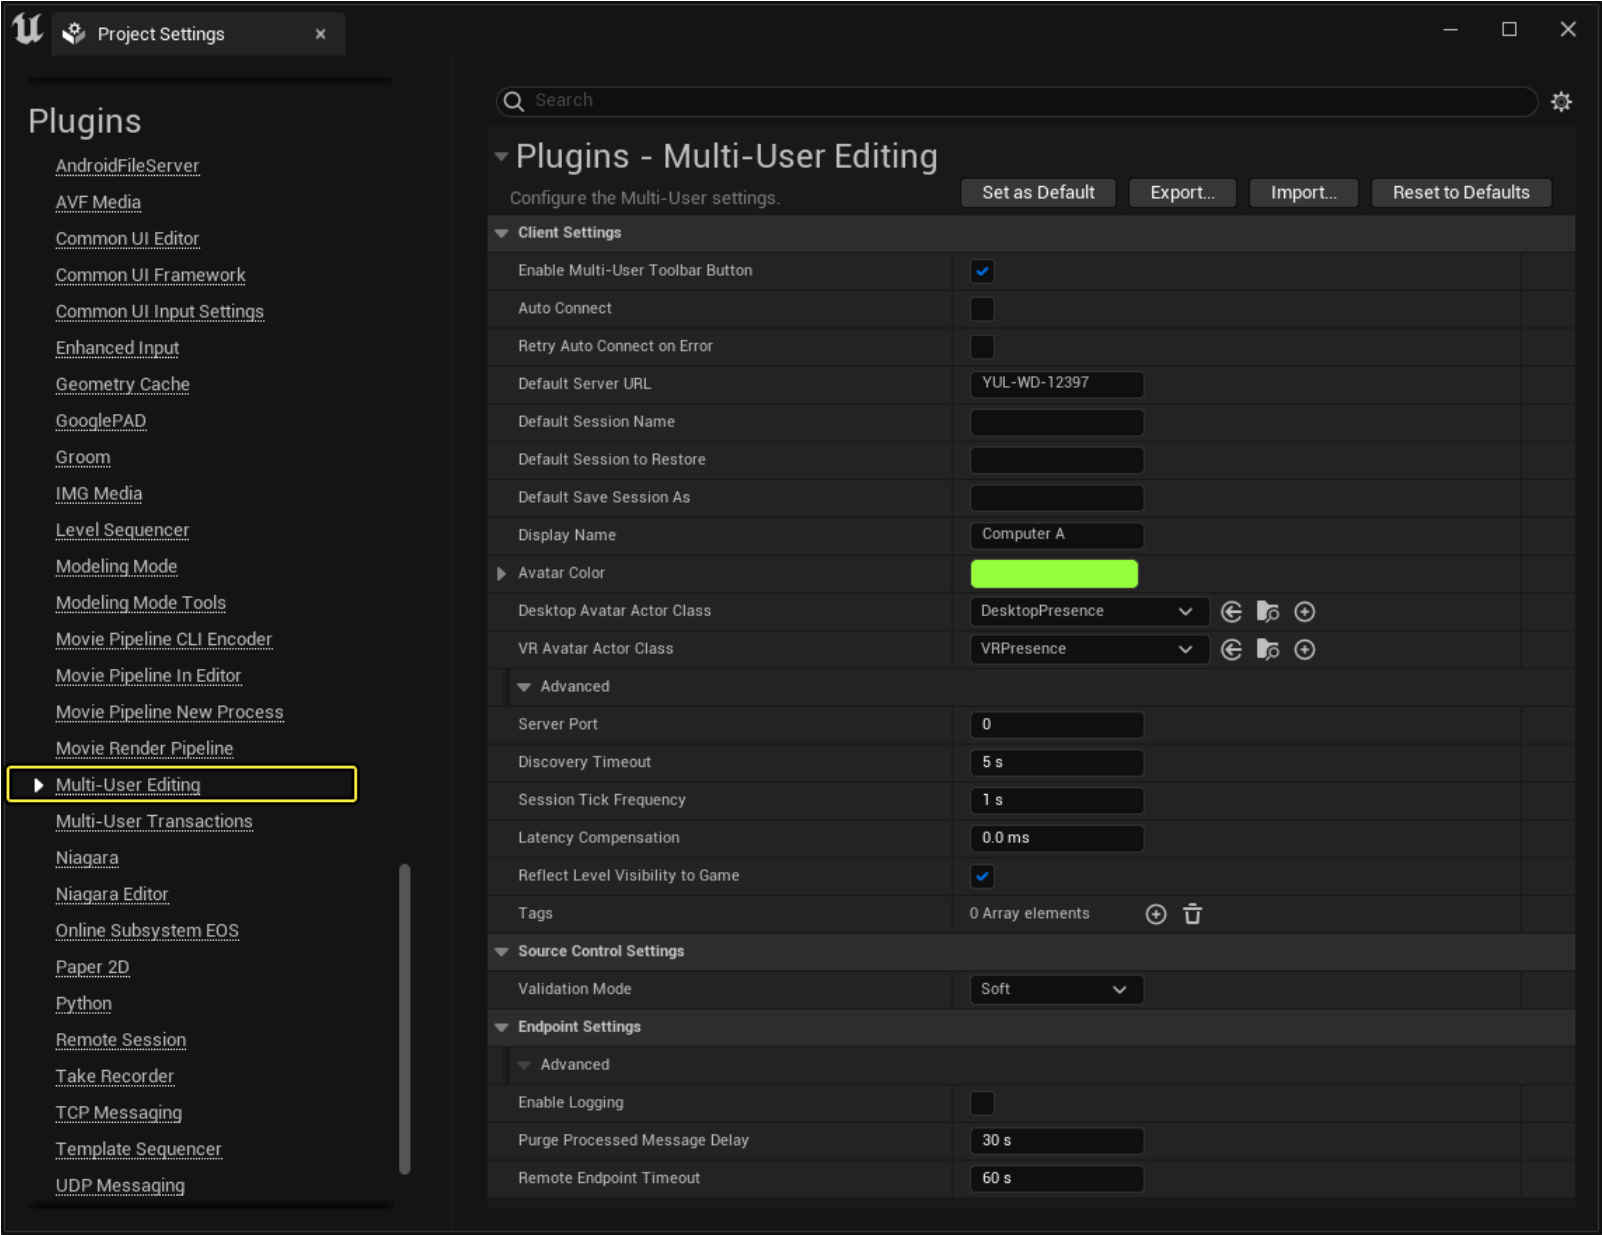 Project Settings
Plugins
AndroidFileServer
AVF Media
Common UI Editor
Common UI Framework
Common UI Input Settings
Enhanced Input
Geometry Cache
GooglePAD
Groom
IMG Media
Level Sequencer
Modeling Mode
Modeling Mode Tools
Movie Pipeline CLI Encoder
Movie Pipeline In Editor
Movie Pipeline New Process
Movie Render Pipeline
Multi-User Editing
Multi-User Transactions
Niagara
Niagara Editor
Online Subsystem EOS
Paper 2D
Python
Remote Session
Take Recorder
TCP Messaging
Template Sequencer
UDP Messaging
Search
Plugins - Multi-User Editing
Configure the Multi-User settings.
Set as Default Export... Import... Reset to Defaults
Client Settings
Enable Multi-User Toolbar Button
Auto Connect
Retry Auto Connect on Error
Default Server URL YUL-WD-12397
Default Session Name
Default Session to Restore
Default Save Session As
Display Name Computer A
Avatar Color
Desktop Avatar Actor Class DesktopPresence
VR Avatar Actor Class VRPresence
Advanced
Server Port 0
Discovery Timeout 5 s
Session Tick Frequency 1 s
Latency Compensation 0.0 ms
Reflect Level Visibility to Game
Tags 0 Array elements
Source Control Settings
Validation Mode Soft
Endpoint Settings
Advanced
Enable Logging
Purge Processed Message Delay 30 s
Remote Endpoint Timeout 60 s